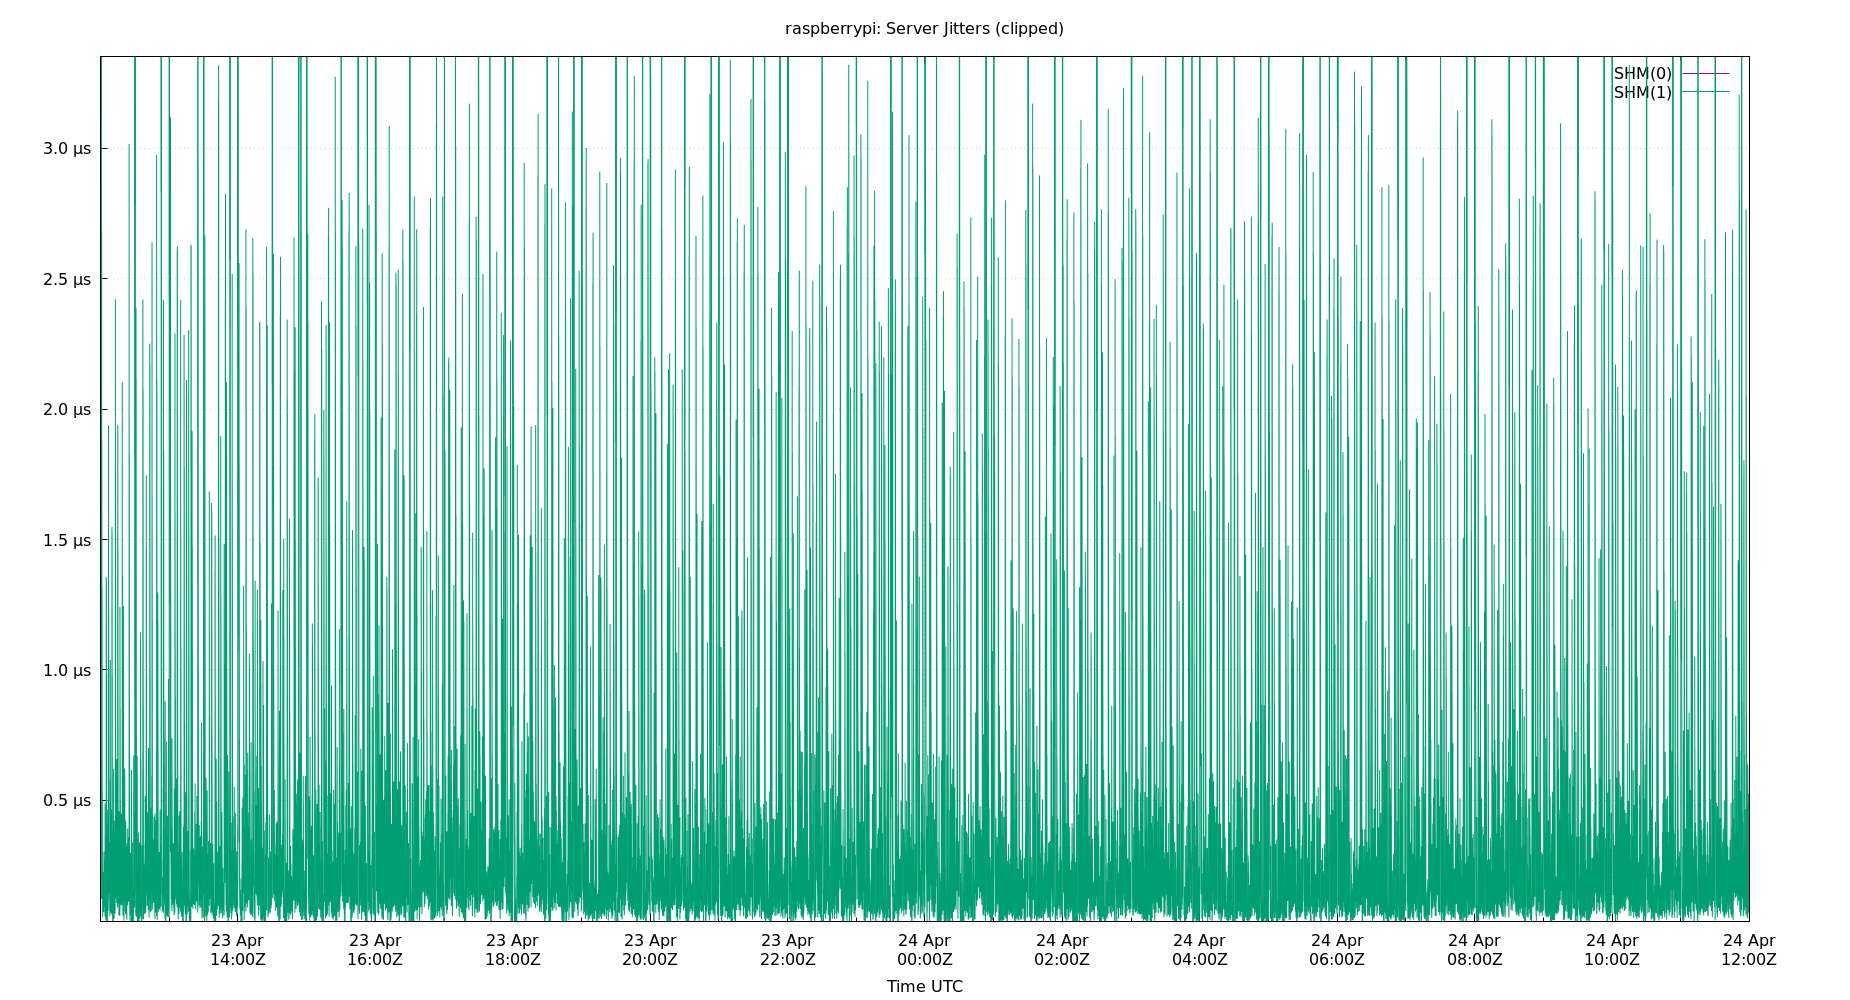 raspberrypi: Server Jitters (clipped)
SHM(0)
SHM(1)
3.0 µs
2.5 µs
2.0 µs
1.5 µs
1.0 µs
0.5 µs
23 Apr 23 Apr 23 Apr 23 Apr 23 Apr 24 Apr 24 Apr 24 Apr 24 Apr 24 Apr 24 Apr 24 Apr
14:00Z 16:00Z 18:00Z 20:00Z 22:00Z 00:00Z 02:00Z 04:00Z 06:00Z 08:00Z 10:00Z 12:00Z
Time UTC